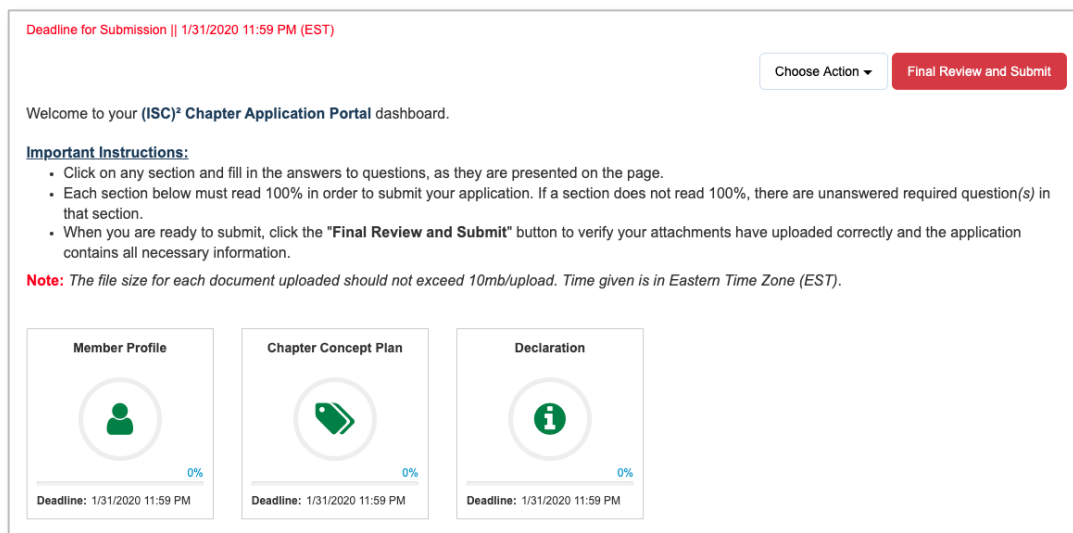 Deadline for Submission || 1/31/2020 11:59 PM (EST)
Choose Action
Final Review and Submit
Welcome to your (ISC)² Chapter Application Portal dashboard.
Important Instructions:
• Click on any section and fill in the answers to questions, as they are presented on the page.
• Each section below must read 100% in order to submit your application. If a section does not read 100%, there are unanswered required question(s) in
that section.
• When you are ready to submit, click the "Final Review and Submit" button to verify your attachments have uploaded correctly and the application
contains all necessary information.
Note: The file size for each document uploaded should not exceed 10mb/upload. Time given is in Eastern Time Zone (EST).
Member Profile
0%
Deadline: 1/31/2020 11:59 PM
Chapter Concept Plan
0%
Deadline: 1/31/2020 11:59 PM
Declaration
0%
Deadline: 1/31/2020 11:59 PM